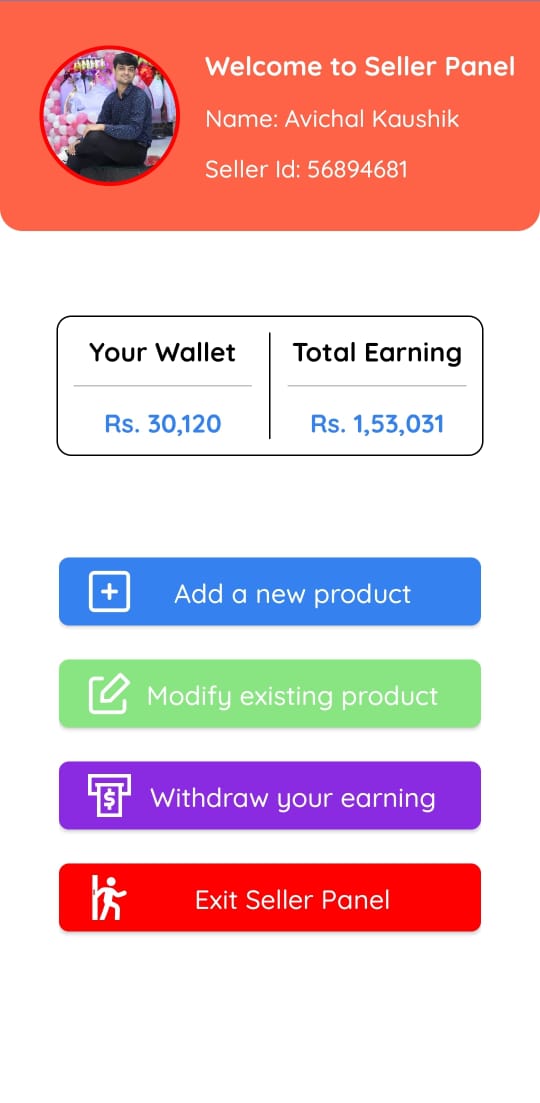 Welcome to Seller Panel
Name: Avichal Kaushik
Seller Id: 56894681
Your Wallet
Total Earning
Rs. 30,120
Rs. 1,53,031
Add a new product
Modify existing product
$
Withdraw your earning
Exit Seller Panel